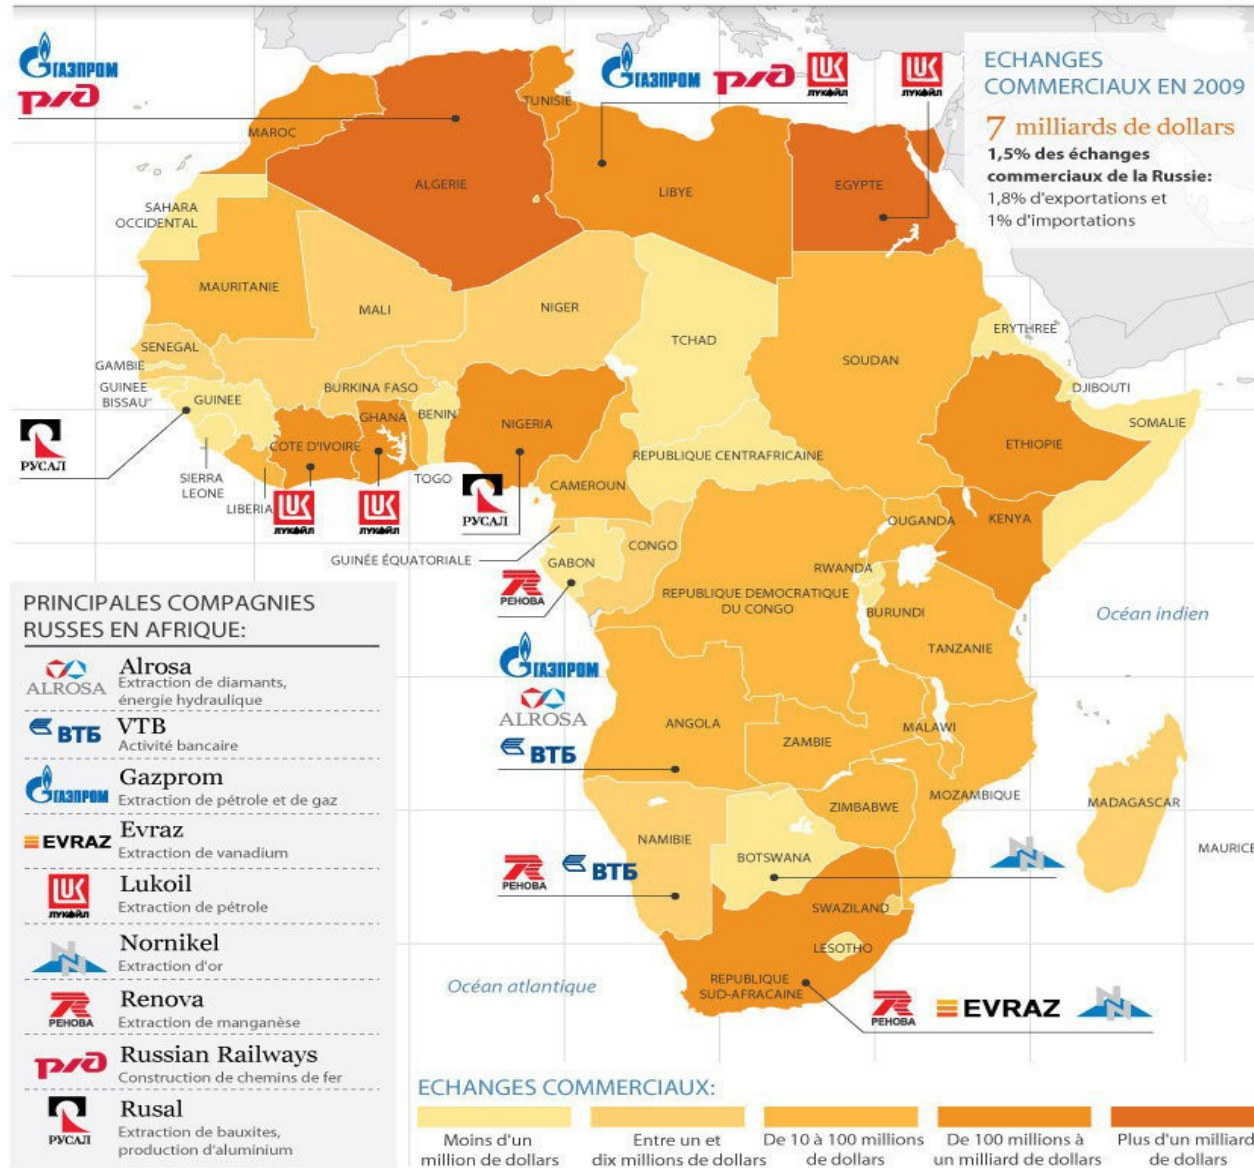 ГАЗПРОМ
ГАЗПРОМ
ЛУКОЙЛ
ЛУКОЙЛ
ECHANGES
COMMERCIAUX EN 2009
7 milliards de dollars
1,5% des échanges
commerciaux de la Russie:
1,8% d'exportations et
1% d'importations
TUNISIE
MAROC
ALGERIE
LIBYE
EGYPTE
SAHARA
OCCIDENTAL
MAURITANIE
MALI
NIGER
TCHAD
SOUDAN
ERYTHREE
SENEGAL
GAMBIE
GUINEE
BISSAU
GUINEE
BURKINA FASO
BENIN
DJIBOUTI
SOMALIE
GHANA
COTE D'IVOIRE
NIGERIA
ETHIOPIE
РУСАЛ
SIERRA
LEONE
LIBERIA
ЛУКОЙЛ
ЛУКОЙЛ
TOGO
РУСАЛ
REPUBLIQUE CENTRAFRICAINE
CAMEROUN
OUGANDA
KENYA
GUINÉE ÉQUATORIALE
GABON
CONGO
RWANDA
РЕНОВА
REPUBLIQUE DEMOCRATIQUE
DU CONGO
BURUNDI
Océan indien
TANZANIE
ГАЗПРОМ
ALROSA
ВТБ
ANGOLA
MALAWI
ZAMBIE
ZIMBABWE
MOZAMBIQUE
MADAGASCAR
MAURICE
NAMIBIE
BOTSWANA
РЕНОВА
ВТБ
SWAZILAND
LESOTHO
REPUBLIQUE
SUD-AFRACAINE
Océan atlantique
РЕНОВА
EVRAZ
PRINCIPALES COMPAGNIES
RUSSES EN AFRIQUE:
ALROSA
Alrosa
Extraction de diamants,
énergie hydraulique
ВТБ
VTB
Activité bancaire
ГАЗПРОМ
Gazprom
Extraction de pétrole et de gaz
EVRAZ
Evraz
Extraction de vanadium
ЛУКОЙЛ
Lukoil
Extraction de pétrole
Nornikel
Extraction d'or
РЕНОВА
Renova
Extraction de manganèse
Russian Railways
Construction de chemins de fer
РУСАЛ
Rusal
Extraction de bauxites,
production d'aluminium
ECHANGES COMMERCIAUX:
Moins d'un
million de dollars
Entre un et
dix millions de dollars
De 10 à 100 millions
de dollars
De 100 millions à
un milliard de dollars
Plus d'un milliard
de dollars